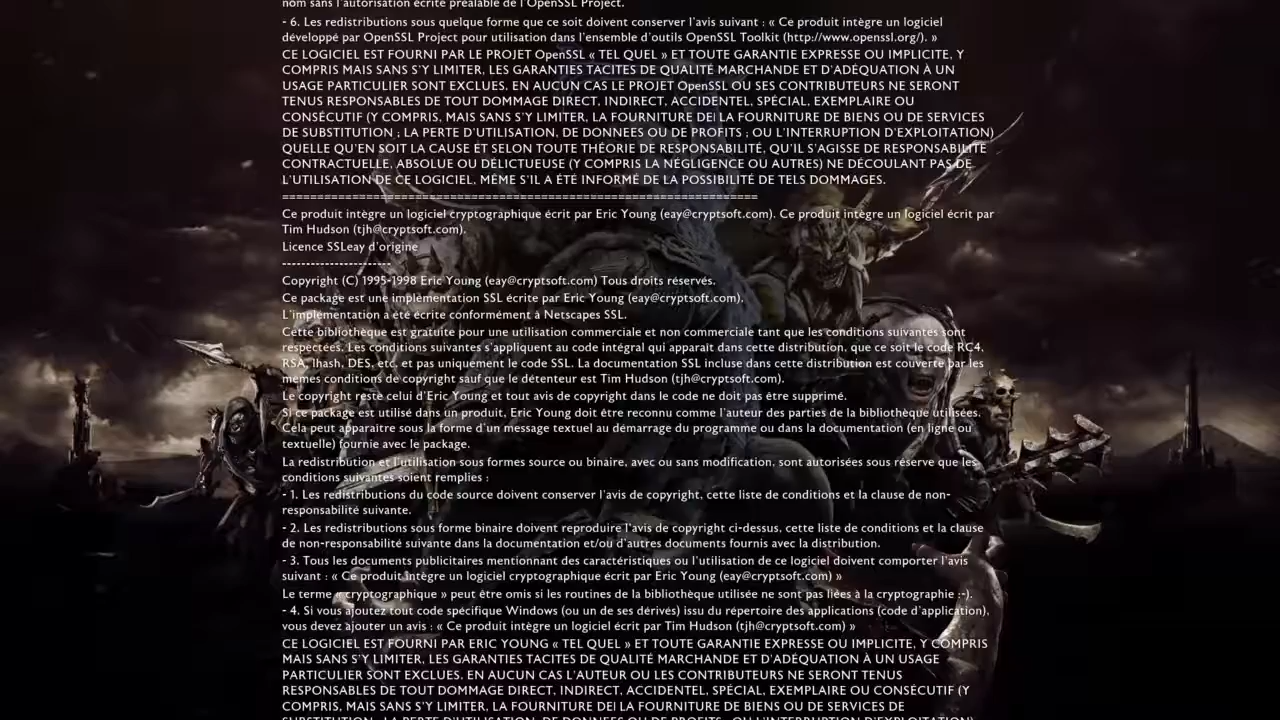 nom sans l'autorisation écrite préalable de l'OpenSSL Project.
- 6. Les redistributions sous quelque forme que ce soit doivent conserver l'avis suivant : « Ce produit intègre un logiciel
développé par OpenSSL Project pour utilisation dans l'ensemble d'outils OpenSSL Toolkit (http://www.openssl.org/). »
CE LOGICIEL EST FOURNI PAR LE PROJET OpenSSL « TEL QUEL » ET TOUTE GARANTIE EXPRESSE OU IMPLICITE, Y
COMPRIS MAIS SANS S'Y LIMITER, LES GARANTIES TACITES DE QUALITÉ MARCHANDE ET D'ADÉQUATION À UN
USAGE PARTICULIER SONT EXCLUES. EN AUCUN CAS LE PROJET OpenSSL OU SES CONTRIBUTEURS NE SERONT
TENUS RESPONSABLES DE TOUT DOMMAGE DIRECT, INDIRECT, ACCIDENTEL, SPÉCIAL, EXEMPLAIRE OU
CONSÉCUTIF (Y COMPRIS, MAIS SANS S'Y LIMITER, LA FOURNITURE DEI LA FOURNITURE DE BIENS OU DE SERVICES
DE SUBSTITUTION ; LA PERTE D'UTILISATION, DE DONNEES OU DE PROFITS ; OU L'INTERRUPTION D'EXPLOITATION)
QUELLE QU'EN SOIT LA CAUSE ET SELON TOUTE THÉORIE DE RESPONSABILITÉ, QU'IL S'AGISSE DE RESPONSABILITÉ
CONTRACTUELLE, ABSOLUE OU DÉLICTUEUSE (Y COMPRIS LA NÉGLIGENCE OU AUTRES) NE DÉCOULANT PAS DE
L'UTILISATION DE CE LOGICIEL, MÊME S'IL A ÉTÉ INFORMÉ DE LA POSSIBILITÉ DE TELS DOMMAGES.
====================================================================
Ce produit intègre un logiciel cryptographique écrit par Eric Young (eay@cryptsoft.com). Ce produit intègre un logiciel écrit par
Tim Hudson (tjh@cryptsoft.com).
Licence SSLeay d'origine
-----------------------
Copyright (C) 1995-1998 Eric Young (eay@cryptsoft.com) Tous droits réservés.
Ce package est une implémentation SSL écrite par Eric Young (eay@cryptsoft.com).
L'implémentation a été écrite conformément à Netscapes SSL.
Cette bibliothèque est gratuite pour une utilisation commerciale et non commerciale tant que les conditions suivantes sont
respectées. Les conditions suivantes s'appliquent au code intégral qui apparaît dans cette distribution, que ce soit le code RC4,
RSA, lhash, DES, etc. et pas uniquement le code SSL. La documentation SSL incluse dans cette distribution est couverte par les
mêmes conditions de copyright sauf que le détenteur est Tim Hudson (tjh@cryptsoft.com).
Le copyright reste celui d'Eric Young et tout avis de copyright dans le code ne doit pas être supprimé.
Si ce package est utilisé dans un produit, Eric Young doit être reconnu comme l'auteur des parties de la bibliothèque utilisées.
Cela peut apparaître sous la forme d'un message textuel au démarrage du programme ou dans la documentation (en ligne ou
textuelle) fournie avec le package.
La redistribution et l'utilisation sous formes source ou binaire, avec ou sans modification, sont autorisées sous réserve que les
conditions suivantes soient remplies :
- 1. Les redistributions du code source doivent conserver l'avis de copyright, cette liste de conditions et la clause de non-
responsabilité suivante.
- 2. Les redistributions sous forme binaire doivent reproduire l'avis de copyright ci-dessus, cette liste de conditions et la clause
de non-responsabilité suivante dans la documentation et/ou d'autres documents fournis avec la distribution.
- 3. Tous les documents publicitaires mentionnant des caractéristiques ou l'utilisation de ce logiciel doivent comporter l'avis
suivant : « Ce produit intègre un logiciel cryptographique écrit par Eric Young (eay@cryptsoft.com) »
Le terme « cryptographique » peut être omis si les routines de la bibliothèque utilisée ne sont pas liées à la cryptographie :-).
- 4. Si vous ajoutez tout code spécifique Windows (ou un de ses dérivés) issu du répertoire des applications (code d'application),
vous devez ajouter un avis : « Ce produit intègre un logiciel écrit par Tim Hudson (tjh@cryptsoft.com) »
CE LOGICIEL EST FOURNI PAR ERIC YOUNG « TEL QUEL » ET TOUTE GARANTIE EXPRESSE OU IMPLICITE, Y COMPRIS
MAIS SANS S'Y LIMITER, LES GARANTIES TACITES DE QUALITÉ MARCHANDE ET D'ADÉQUATION À UN USAGE
PARTICULIER SONT EXCLUES. EN AUCUN CAS L'AUTEUR OU LES CONTRIBUTEURS NE SERONT TENUS
RESPONSABLES DE TOUT DOMMAGE DIRECT, INDIRECT, ACCIDENTEL, SPÉCIAL, EXEMPLAIRE OU CONSÉCUTIF (Y
COMPRIS, MAIS SANS S'Y LIMITER, LA FOURNITURE DEI LA FOURNITURE DE BIENS OU DE SERVICES DE
SUBSTITUTION ; LA PERTE D'UTILISATION, DE DONNEES OU DE PROFITS ; OU L'INTERRUPTION D'EXPLOITATION)